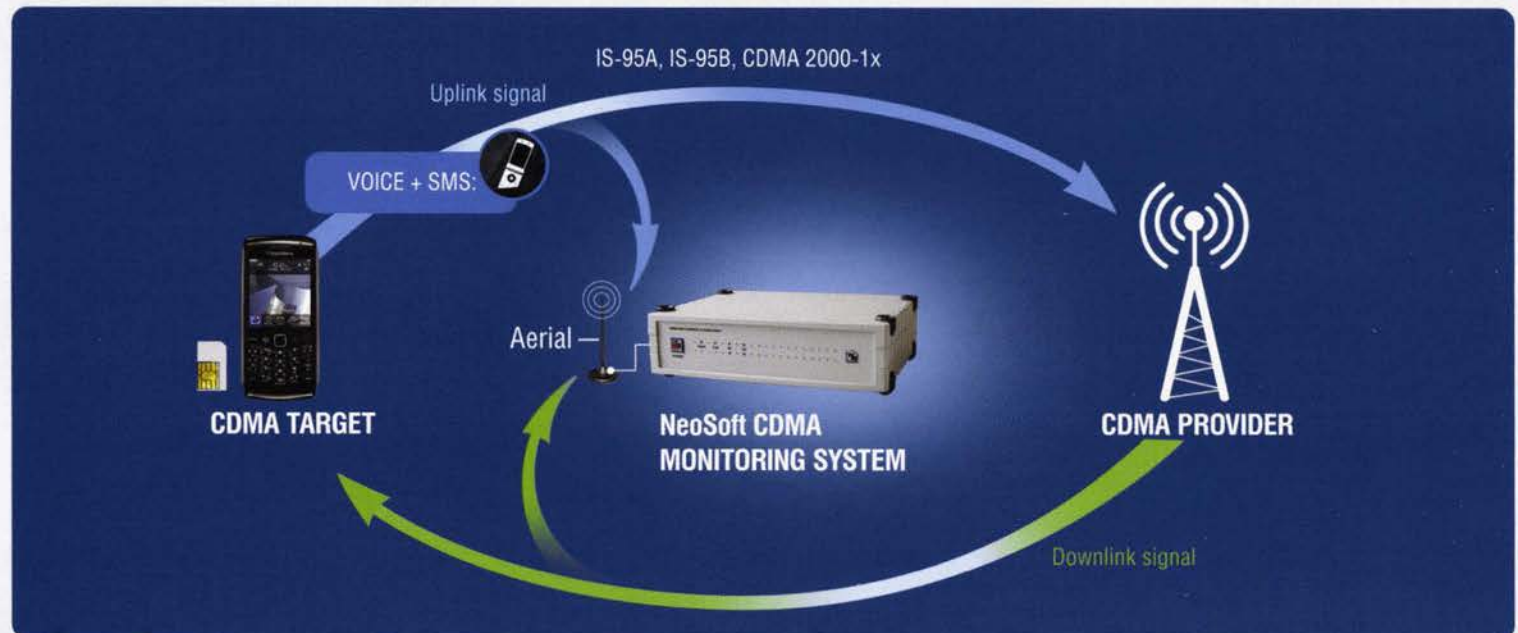 IS-95A, IS-95B, CDMA 2000-1x
Uplink signal
VOICE + SMS:
Aerial
CDMA TARGET
NeoSoft CDMA
MONITORING SYSTEM
CDMA PROVIDER
Downlink signal